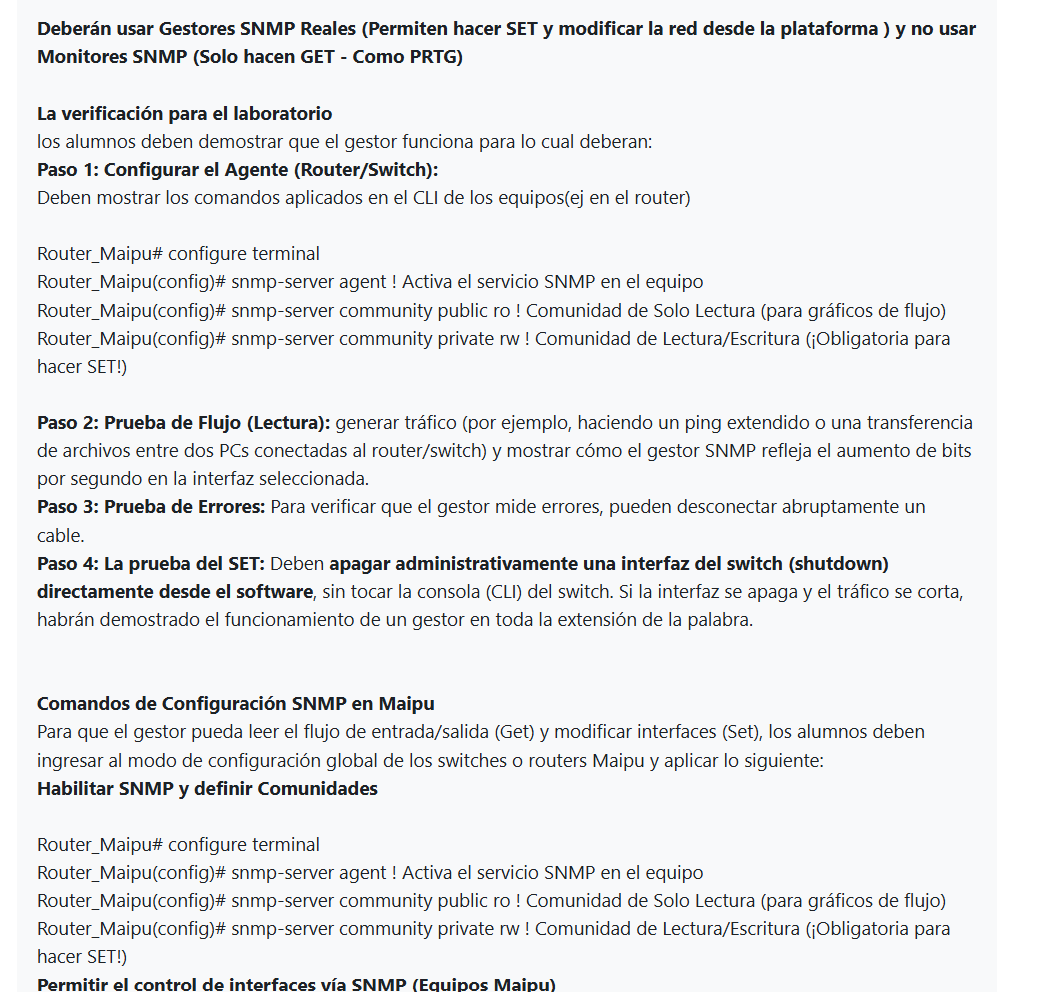 Deberán usar Gestores SNMP Reales (Permiten hacer SET y modificar la red desde la plataforma ) y no usar
Monitores SNMP (Solo hacen GET - Como PRTG)
La verificación para el laboratorio
los alumnos deben demostrar que el gestor funciona para lo cual deberan:
Paso 1: Configurar el Agente (Router/Switch):
Deben mostrar los comandos aplicados en el CLI de los equipos(ej en el router)
Router_Maipu# configure terminal
Router_Maipu(config)# snmp-server agent ! Activa el servicio SNMP en el equipo
Router_Maipu(config)# snmp-server community public ro ! Comunidad de Solo Lectura (para gráficos de flujo)
Router_Maipu(config)# snmp-server community private rw ! Comunidad de Lectura/Escritura (¡Obligatoria para
hacer SET!)
Paso 2: Prueba de Flujo (Lectura): generar tráfico (por ejemplo, haciendo un ping extendido o una transferencia
de archivos entre dos PCs conectadas al router/switch) y mostrar cómo el gestor SNMP refleja el aumento de bits
por segundo en la interfaz seleccionada.
Paso 3: Prueba de Errores: Para verificar que el gestor mide errores, pueden desconectar abruptamente un
cable.
Paso 4: La prueba del SET: Deben apagar administrativamente una interfaz del switch (shutdown)
directamente desde el software, sin tocar la consola (CLI) del switch. Si la interfaz se apaga y el tráfico se corta,
habrán demostrado el funcionamiento de un gestor en toda la extensión de la palabra.
Comandos de Configuración SNMP en Maipu
Para que el gestor pueda leer el flujo de entrada/salida (Get) y modificar interfaces (Set), los alumnos deben
ingresar al modo de configuración global de los switches o routers Maipu y aplicar lo siguiente:
Habilitar SNMP y definir Comunidades
Router_Maipu# configure terminal
Router_Maipu(config)# snmp-server agent ! Activa el servicio SNMP en el equipo
Router_Maipu(config)# snmp-server community public ro ! Comunidad de Solo Lectura (para gráficos de flujo)
Router_Maipu(config)# snmp-server community private rw ! Comunidad de Lectura/Escritura (¡Obligatoria para
hacer SET!)
Permitir el control de interfaces vía SNMP (Equipos Maipu)